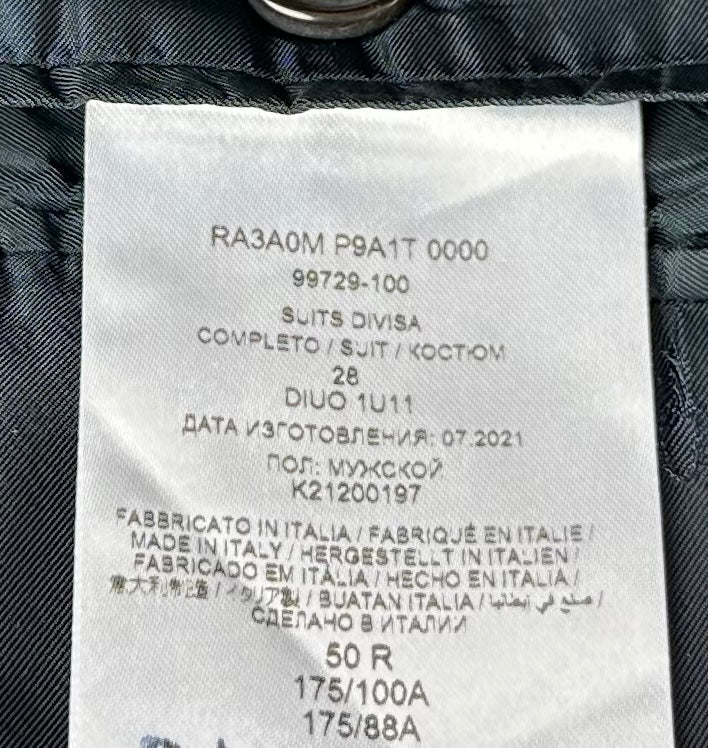 RA3A0M P9A1T 0000
99729-100
SUITS DIVISA
COMPLETO / SUIT / КОСТЮМ
28
DIUO 1U11
ДАТА ИЗГОТОВЛЕНИЯ: 07.2021
ПОЛ: МУЖСКОЙ
K21200197
FABBRICATO IN ITALIA / FABRIQUÉ EN ITALIE /
MADE IN ITALY / HERGESTELLT IN ITALIEN /
FABRICADO EM ITÀLIA / HECHO EN ITALIA /
意大利制造 / イタリア製 / BUATAN ITALIA / صنع في إيطاليا /
СДЕЛАНО В ИТАЛИИ
50 R
175/100A
175/88A